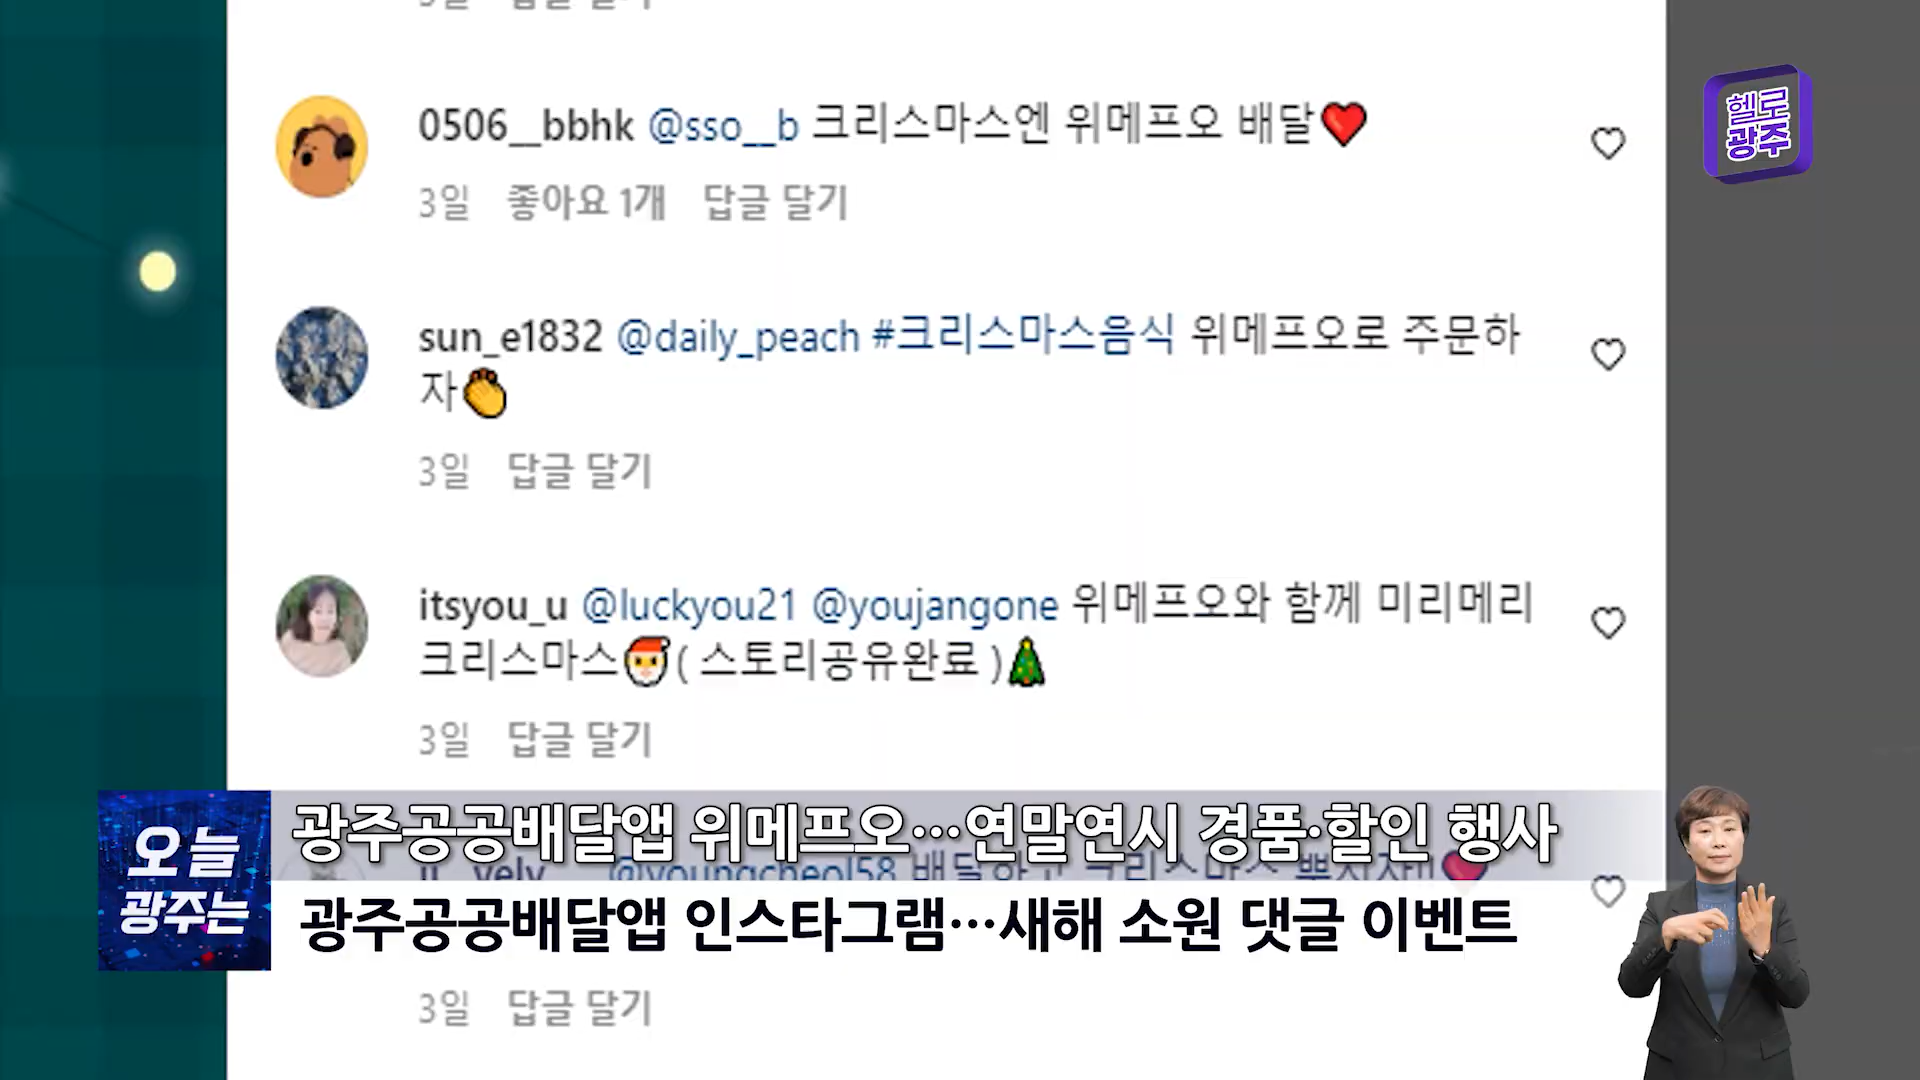 헬로
광주
0506__bbhk @sso__b 크리스마스엔 위메프오 배달❤️
3일 좋아요 1개 답글 달기
sun_e1832 @daily_peach #크리스마스음식 위메프오로 주문하
자👏
3일 답글 달기
itsyou_u @luckyou21 @youjangone 위메프오와 함께 미리메리
크리스마스🎅( 스토리공유완료 )🎄
3일 답글 달기
오늘
광주는
광주공공배달앱 위메프오…연말연시 경품·할인 행사
@youngcheol58
광주공공배달앱 인스타그램…새해 소원 댓글 이벤트
3일 답글 달기